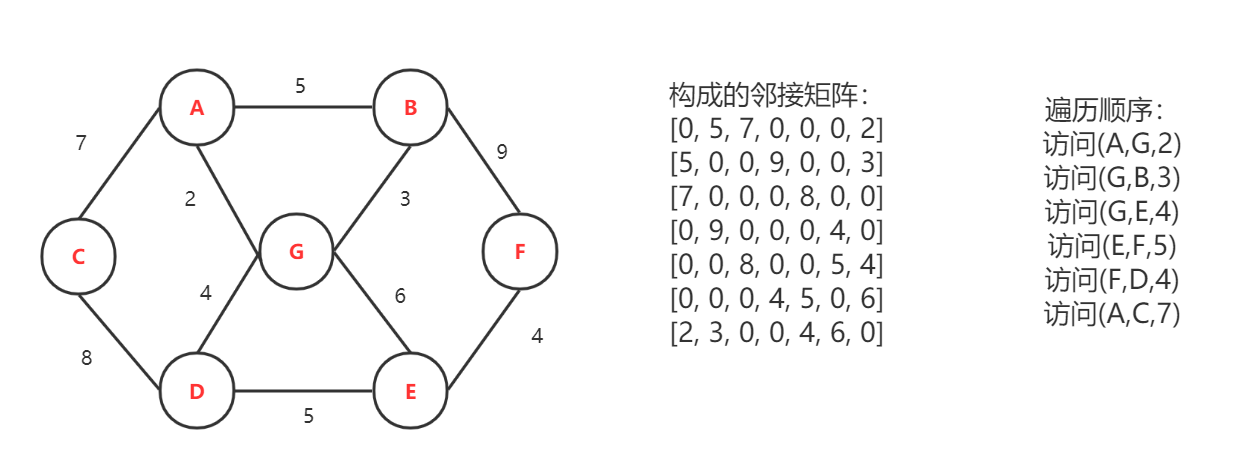 5
A
B
7
9
2
3
C
G
F
4
6
8
4
D
E
5
构成的邻接矩阵：
[0, 5, 7, 0, 0, 0, 2]
[5, 0, 0, 9, 0, 0, 3]
[7, 0, 0, 0, 8, 0, 0]
[0, 9, 0, 0, 0, 4, 0]
[0, 0, 8, 0, 0, 5, 4]
[0, 0, 0, 4, 5, 0, 6]
[2, 3, 0, 0, 4, 6, 0]
遍历顺序：
访问(A,G,2)
访问(G,B,3)
访问(G,E,4)
访问(E,F,5)
访问(F,D,4)
访问(A,C,7)